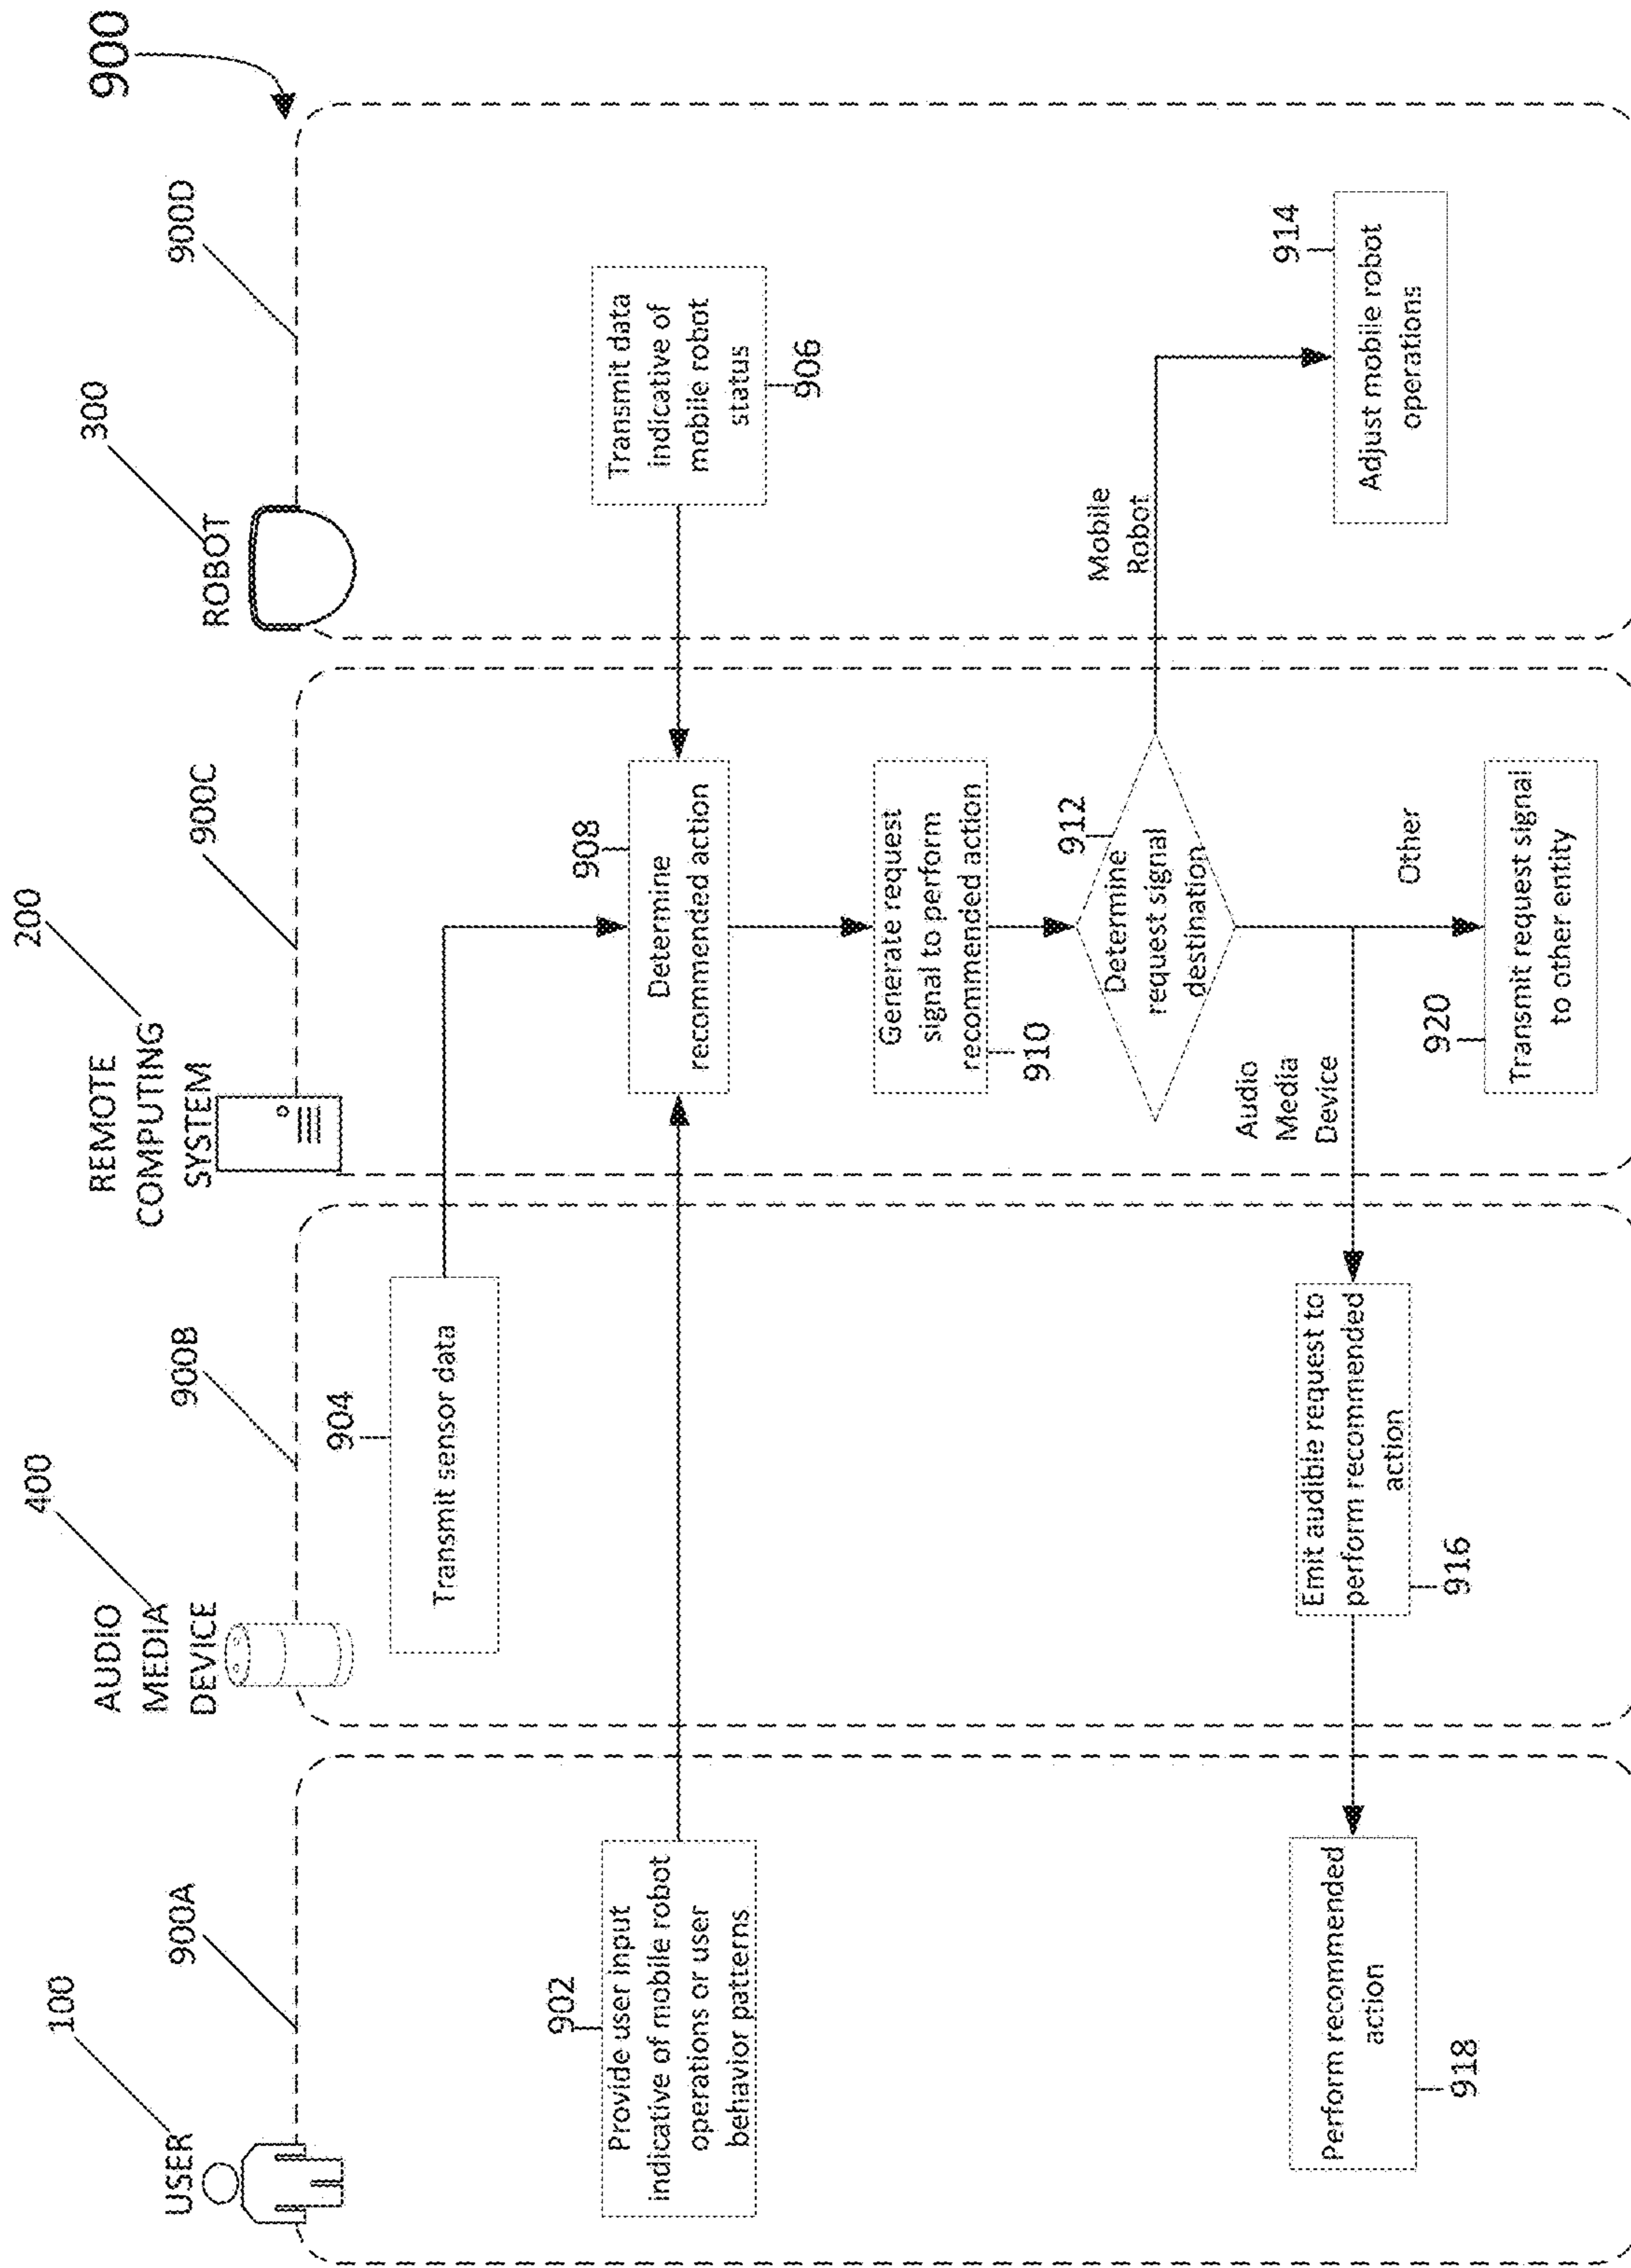 900
100
USER
900A
400
AUDIO
MEDIA
DEVICE
900B
200
REMOTE
COMPUTING
SYSTEM
900C
300
ROBOT
900D
904
Transmit sensor data
902
Provide user input
indicative of mobile robot
operations or user
behavior patterns
908
Determine
recommended action
Transmit data
indicative of
mobile robot
status
906
Generate request
signal to perform
recommended action
910
912
Determine
request signal
destination
Mobile
Robot
914
Adjust mobile robot
operations
Audio
Media
Device
Other
Emit audible request to
perform recommended
action
916
Perform recommended
action
918
920
Transmit request signal
to other entity